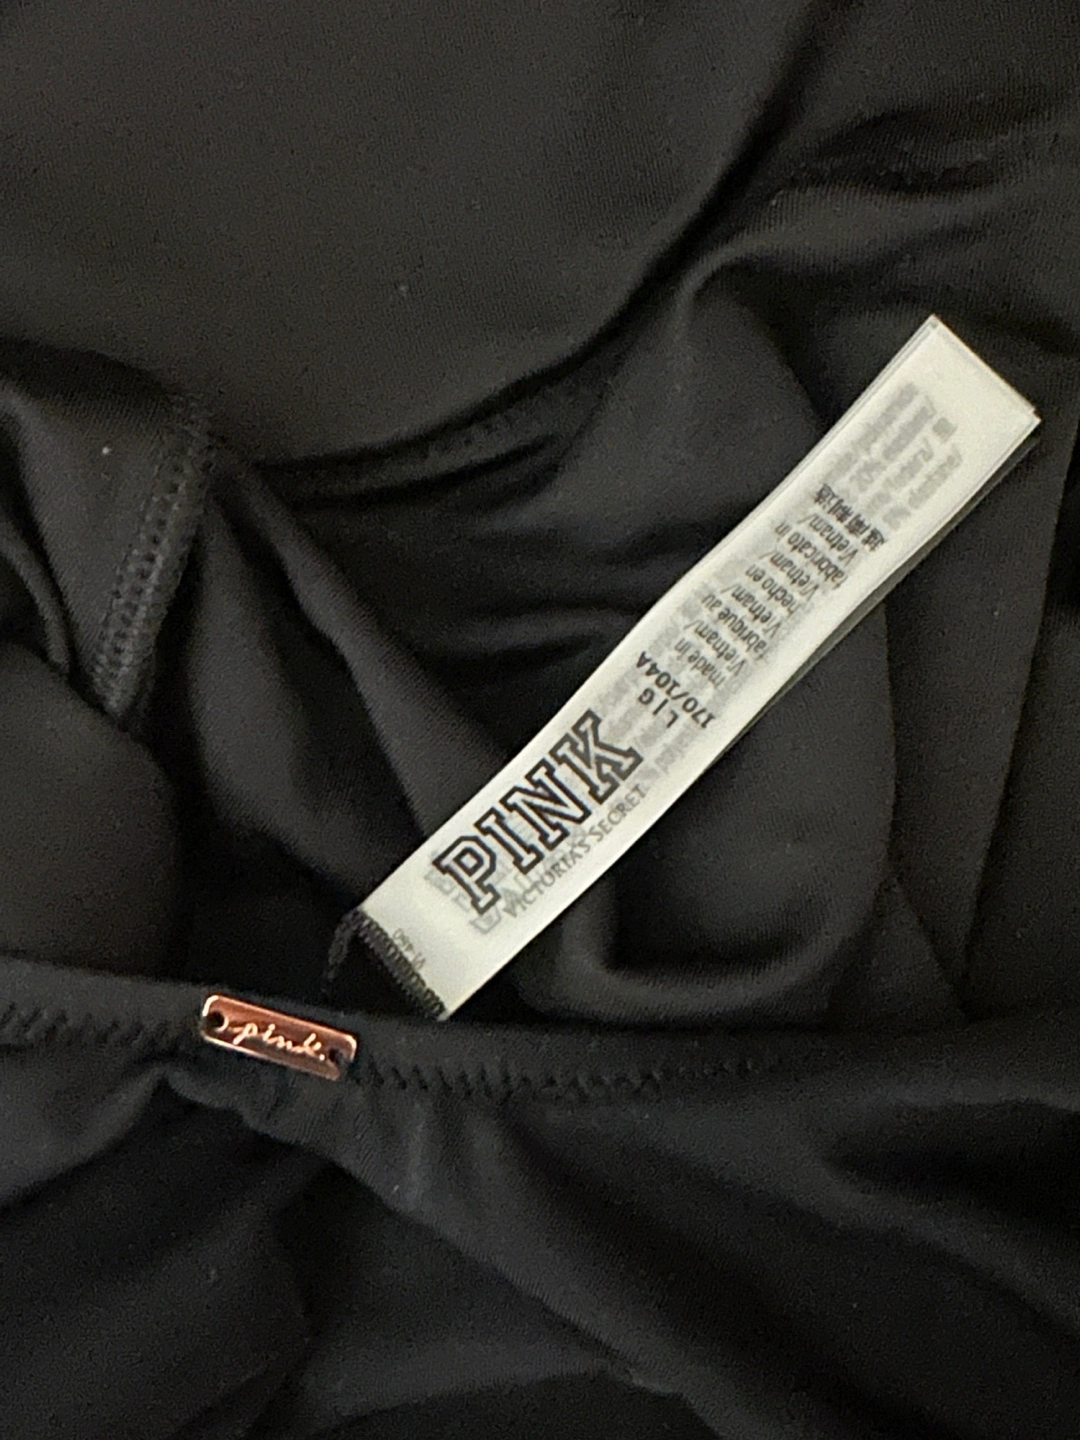 PINK
VICTORIA'S SECRET
L | G
170/104A
made in
Vietnam/
fabriqué au
Vietnam/
hecho en
Vietnam/
fabricato in
Vietnam/
越南制造
pink.